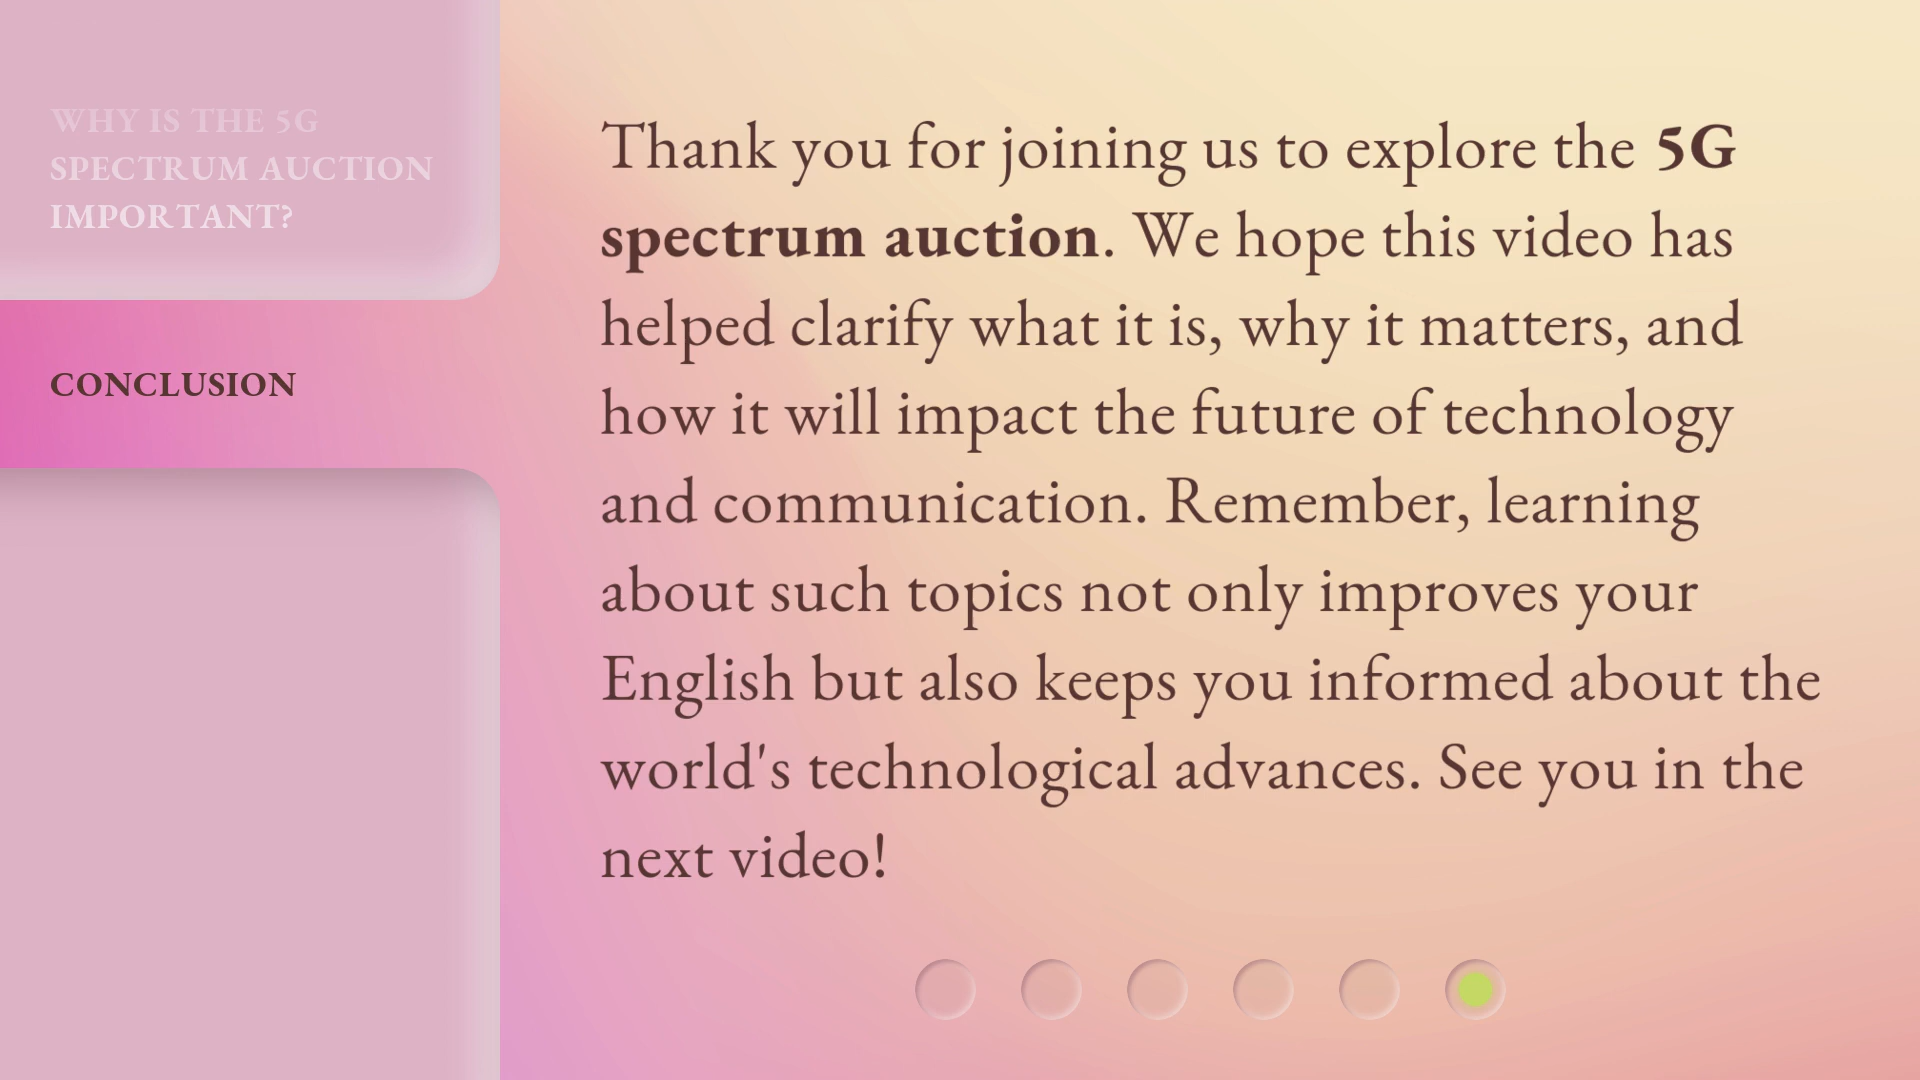 WHY IS THE 5G
SPECTRUM AUCTION
IMPORTANT?
CONCLUSION
Thank you for joining us to explore the 5G
spectrum auction. We hope this video has
helped clarify what it is, why it matters, and
how it will impact the future of technology
and communication. Remember, learning
about such topics not only improves your
English but also keeps you informed about the
world's technological advances. See you in the
next video!